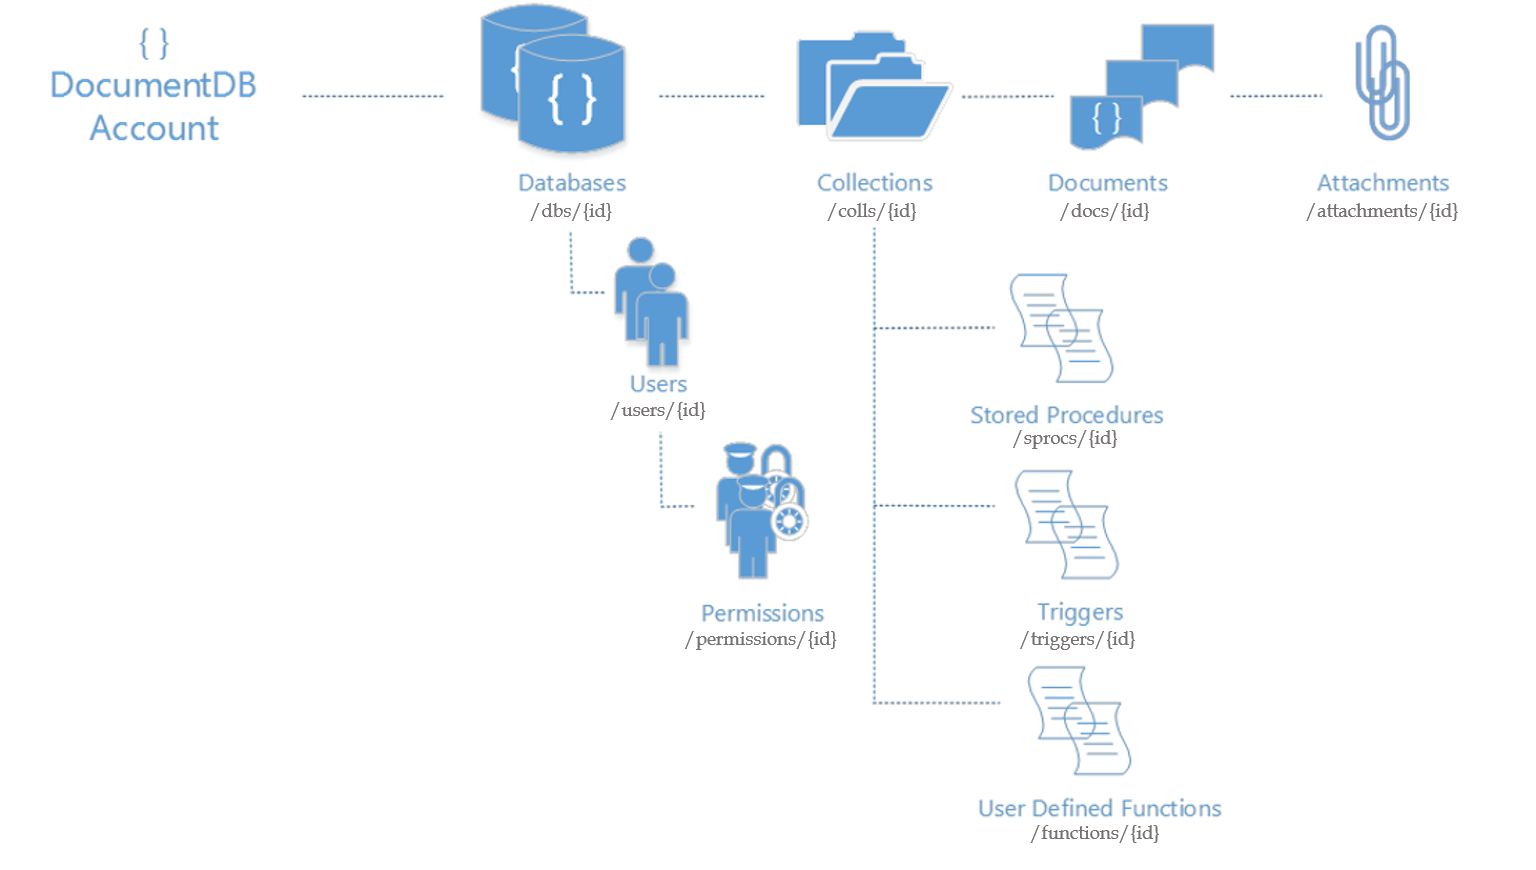 { }
DocumentDB
Account
{
{ }
{ }
Databases
/dbs/{id}
Collections
/colls/{id}
Documents
/docs/{id}
Attachments
/attachments/{id}
Users
/users/{id}
Stored Procedures
/sprocs/{id}
Permissions
/permissions/{id}
Triggers
/triggers/{id}
User Defined Functions
/functions/{id}